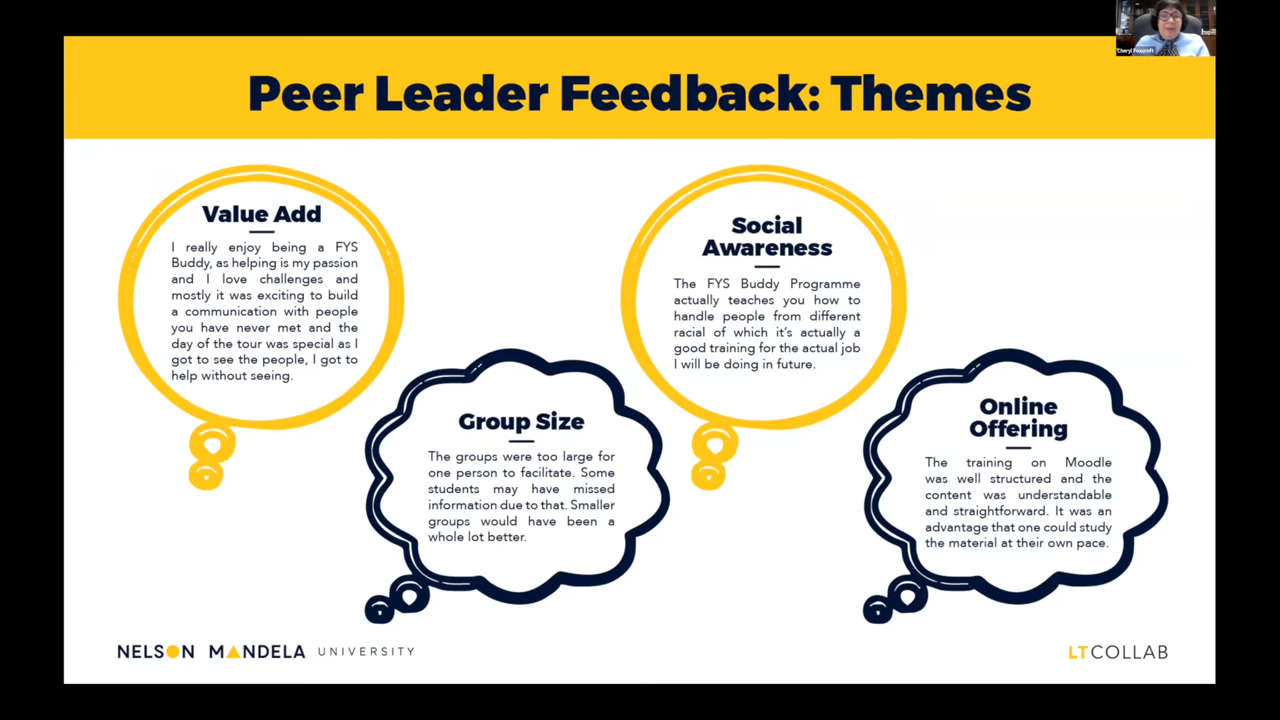 Cheryl Foxcroft
Peer Leader Feedback: Themes
Value Add
I really enjoy being a FYS
Buddy, as helping is my passion
and I love challenges and
mostly it was exciting to build
a communication with people
you have never met and the
day of the tour was special as I
got to see the people, I got to
help without seeing.
Group Size
The groups were too large for
one person to facilitate. Some
students may have missed
information due to that. Smaller
groups would have been a
whole lot better.
Social
Awareness
The FYS Buddy Programme
actually teaches you how to
handle people from different
racial of which it's actually a
good training for the actual job
I will be doing in future.
Online
Offering
The training on Moodle
was well structured and the
content was understandable
and straightforward. It was an
advantage that one could study
the material at their own pace.
NELSON MANDELA UNIVERSITY
LTCOLLAB